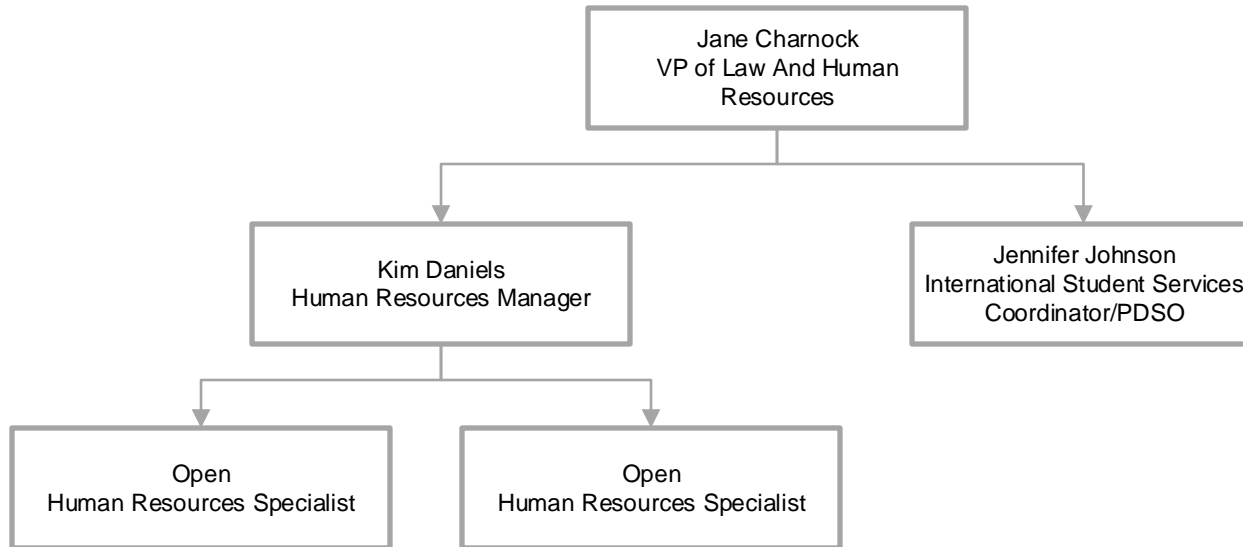 Jane Charnock
VP of Law And Human
Resources
Kim Daniels
Human Resources Manager
Jennifer Johnson
International Student Services
Coordinator/PDSO
Open
Human Resources Specialist
Open
Human Resources Specialist